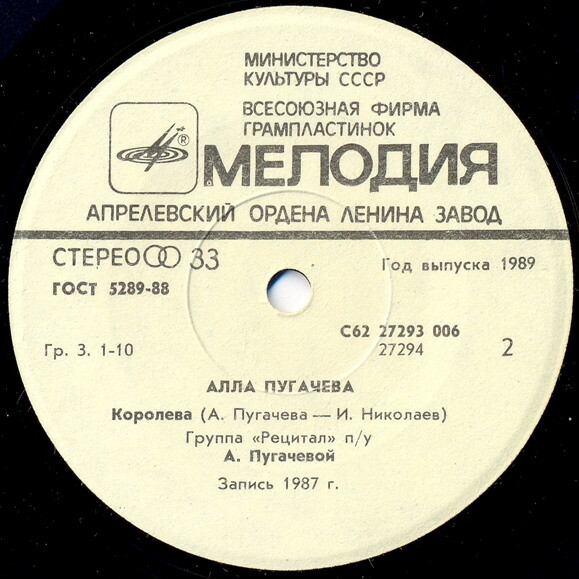 МИНИСТЕРСТВО
КУЛЬТУРЫ СССР
ВСЕСОЮЗНАЯ ФИРМА
ГРАМПЛАСТИНОК
®
МЕЛОДИЯ
АПРЕЛЕВСКИЙ ОРДЕНА ЛЕНИНА ЗАВОД
СТЕРЕО 33
Год выпуска 1989
ГОСТ 5289-88
С62 27293 006
Гр. 3. 1-10 27294 2
АЛЛА ПУГАЧЕВА
Королева (А. Пугачева — И. Николаев)
Группа «Рецитал» п/у
А. Пугачевой
Запись 1987 г.